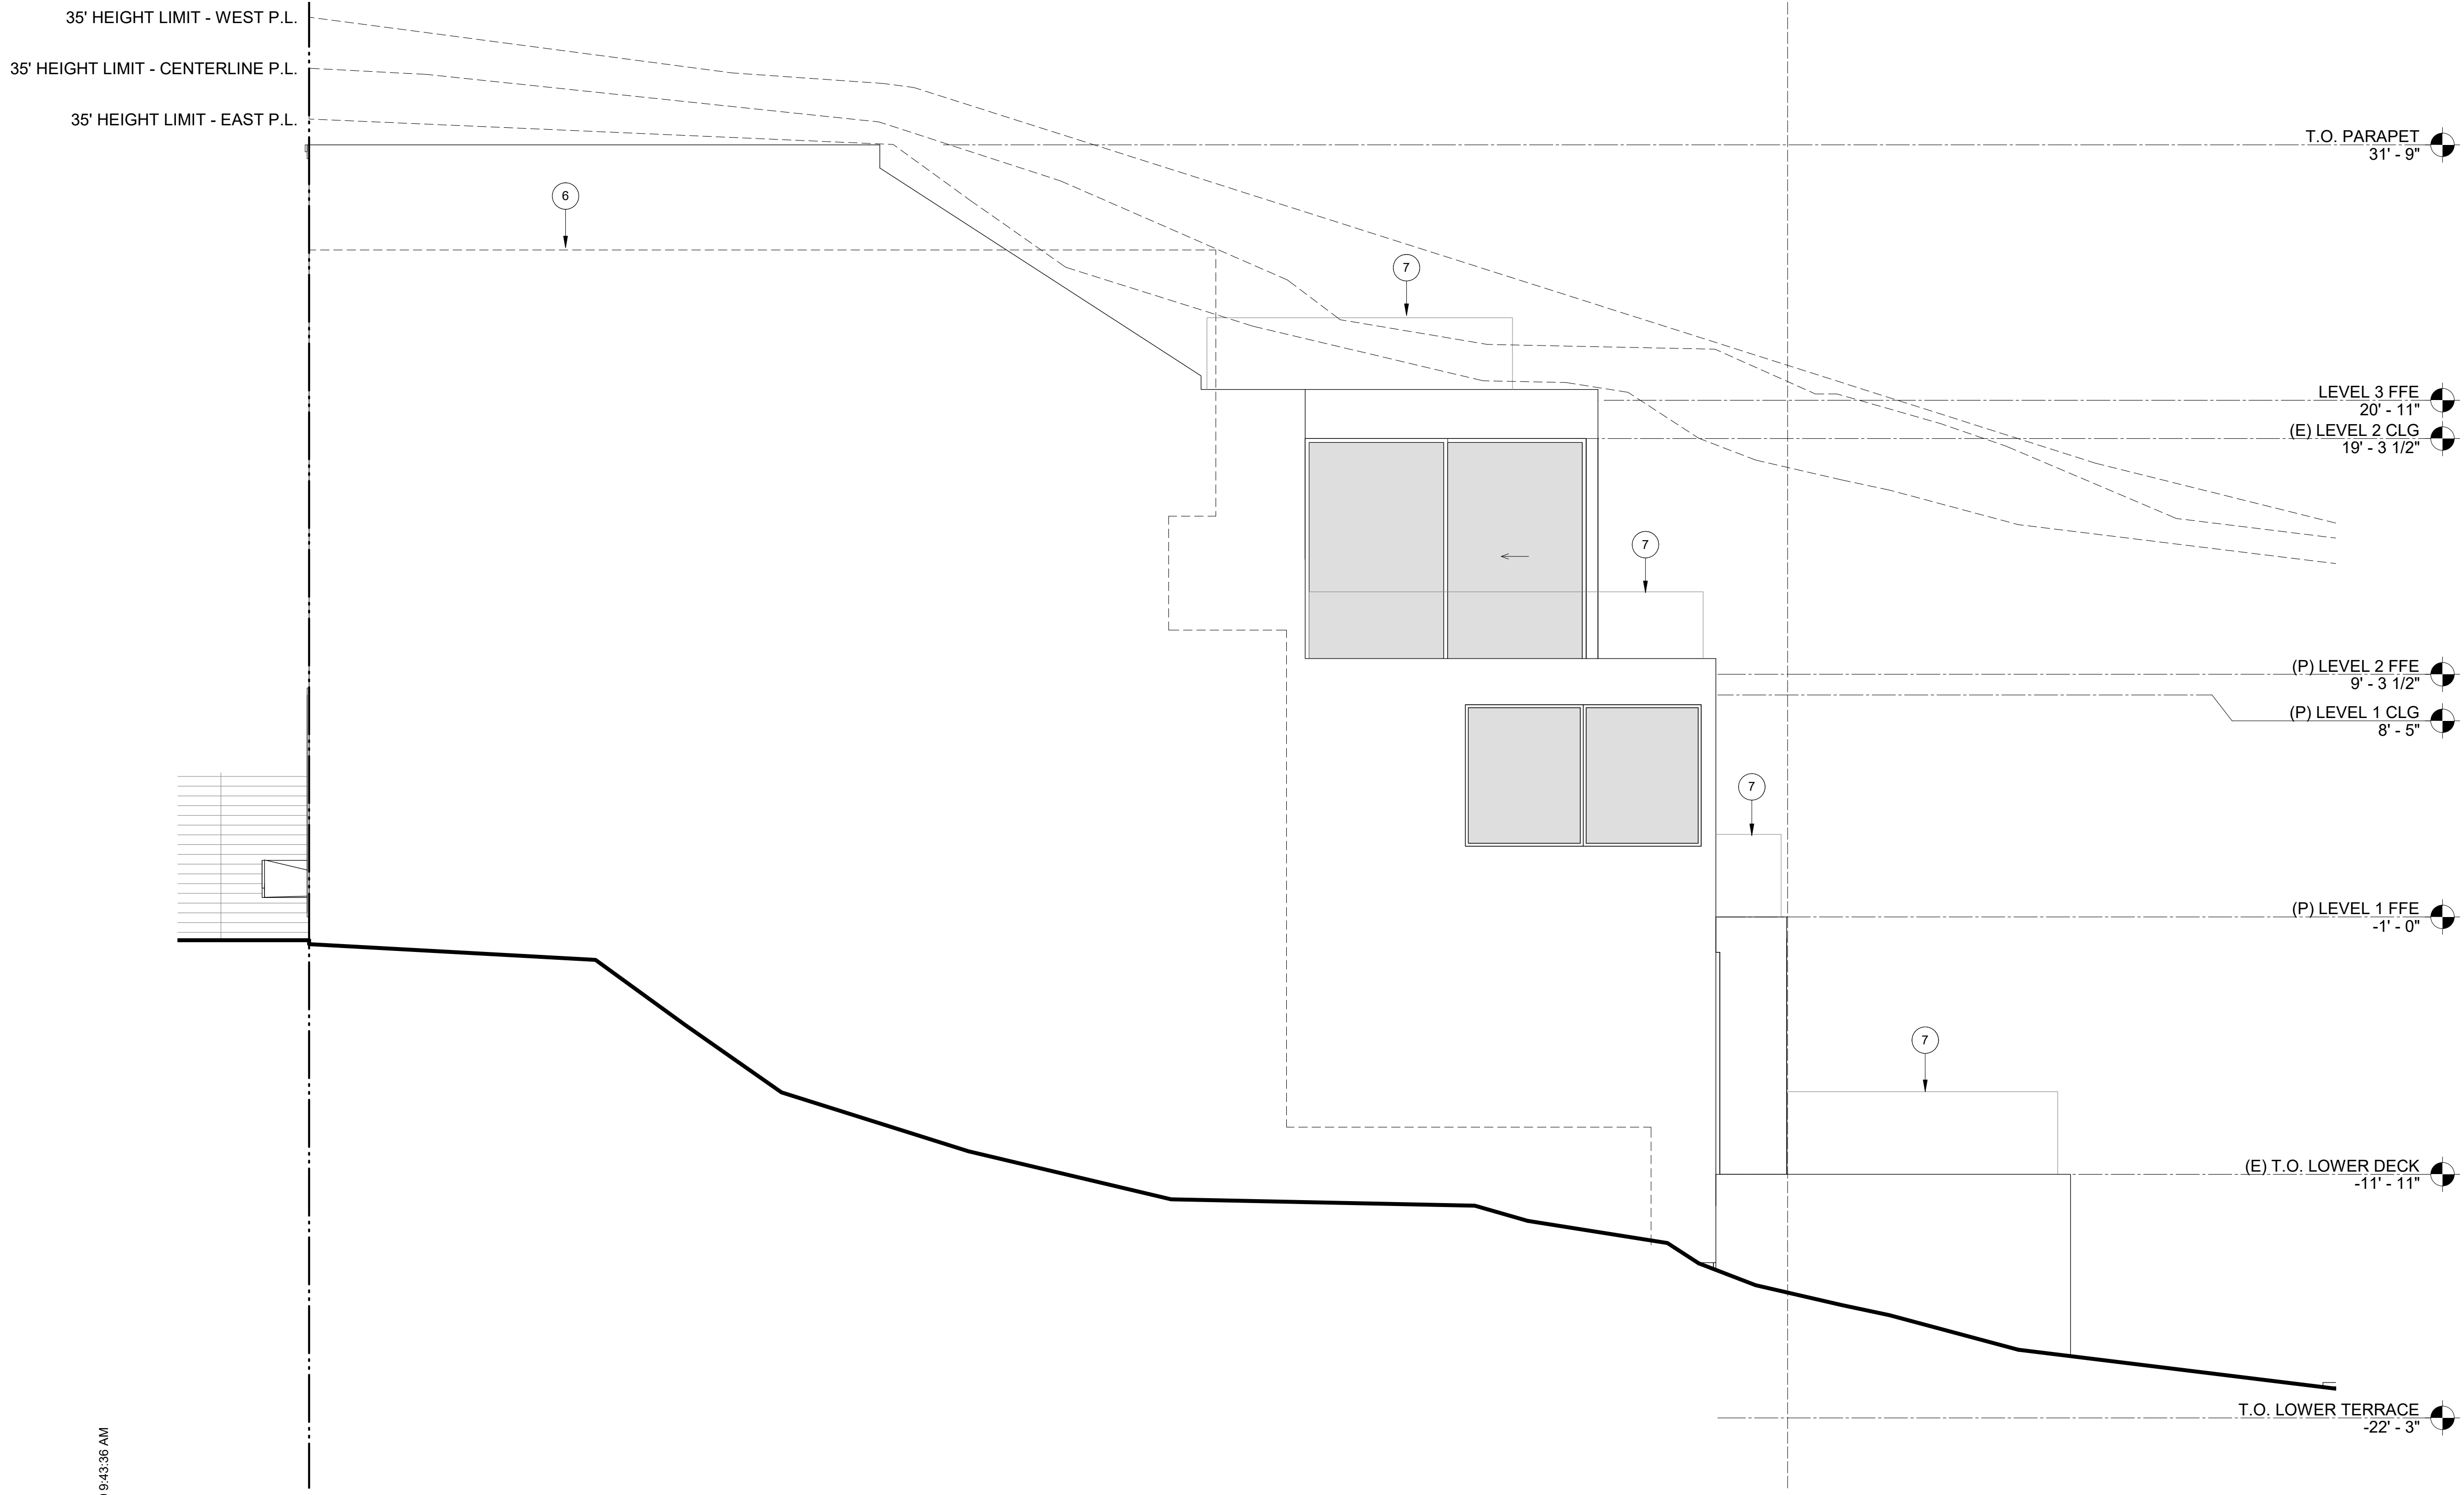 35' HEIGHT LIMIT - WEST P.L.
35' HEIGHT LIMIT - CENTERLINE P.L.
35' HEIGHT LIMIT - EAST P.L.
T.O. PARAPET
31' - 9"
6
7
LEVEL 3 FFE
20' - 11"
(E) LEVEL 2 CLG
19' - 3 1/2"
7
(P) LEVEL 2 FFE
9' - 3 1/2"
(P) LEVEL 1 CLG
8' - 5"
7
(P) LEVEL 1 FFE
-1' - 0"
7
(E) T.O. LOWER DECK
-11' - 11"
T.O. LOWER TERRACE
-22' - 3"
9:43:36 AM